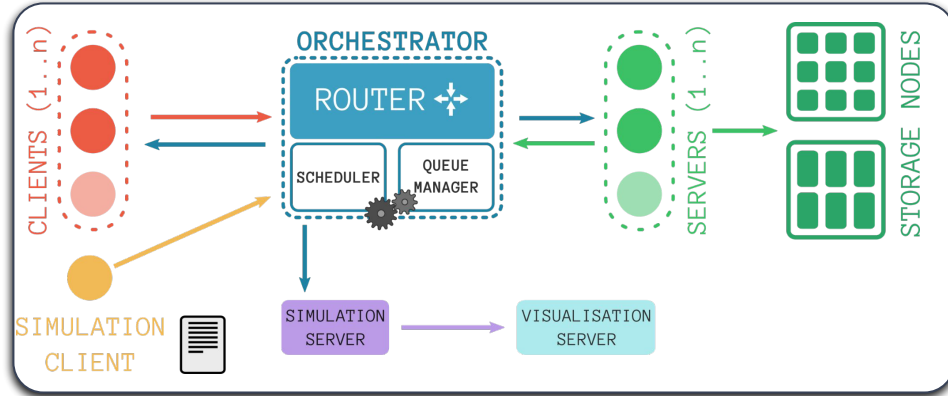 CLIENTS (1..n)
ORCHESTRATOR
ROUTER
SCHEDULER
QUEUE
MANAGER
SERVERS (1..n)
STORAGE NODES
SIMULATION
CLIENT
SIMULATION
SERVER
VISUALISATION
SERVER